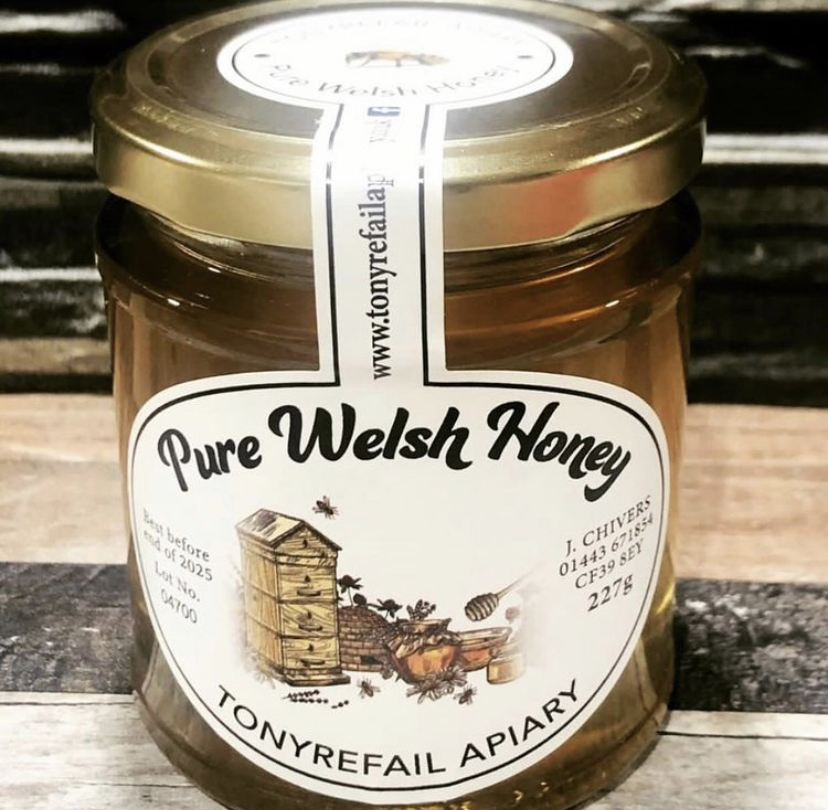 Pure Welsh Honey
www.tonyrefailap
Pure Welsh Honey
Best before
end of 2025
Lot No.
04700
J. CHIVERS
01443 671854
CF39 8EY
227g
TONYREFAIL APIARY